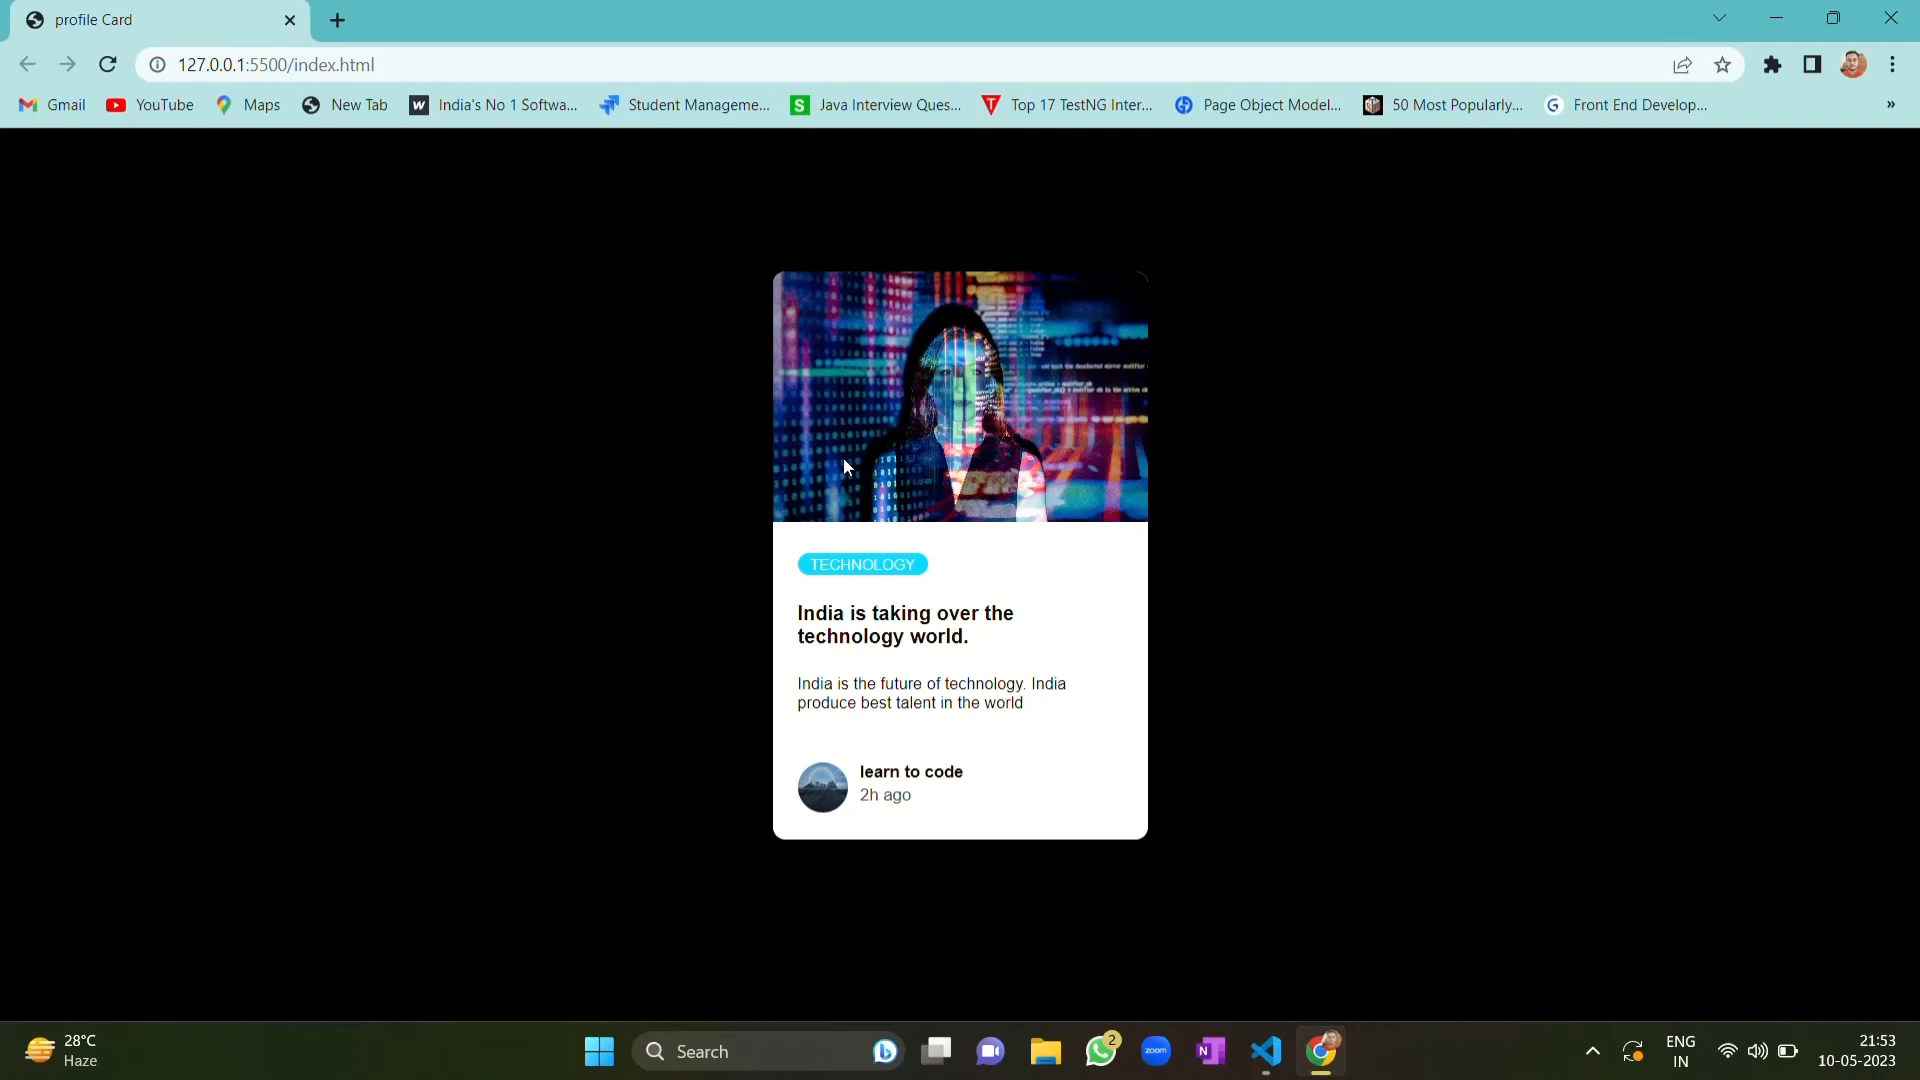 profile Card
127.0.0.1:5500/index.html
Gmail
YouTube
Maps
New Tab
India's No 1 Softwa...
Student Manageme...
Java Interview Ques...
Top 17 TestNG Inter...
Page Object Model...
50 Most Popularly...
Front End Develop...
»
TECHNOLOGY
India is taking over the
technology world.
India is the future of technology. India
produce best talent in the world
learn to code
2h ago
28°C
Haze
Search
2
zoom
ENG
IN
21:53
10-05-2023